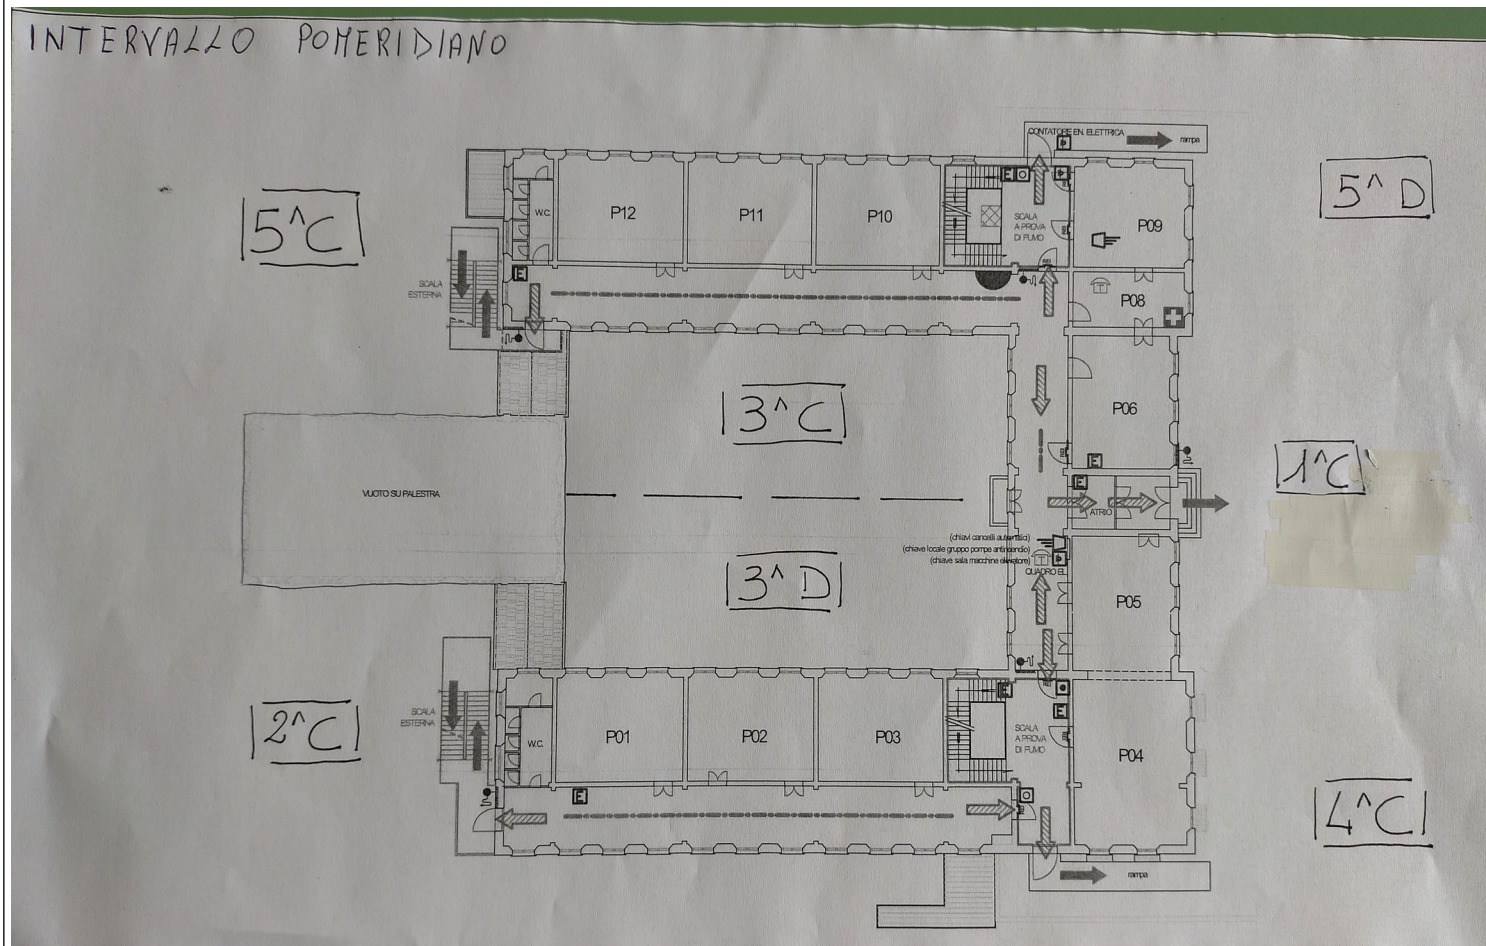 INTERVALLO POMERIDIANO
CONTATORE EN. ELETTRICA
rampa
5^C
5^D
W.C.
P12
P11
P10
SCALA
A PROVA
DI FUMO
P09
SCALA
ESTERNA
P08
3^C
P06
1^C
VUOTO SU PALESTRA
ATRIO
(chiavi cancelli automatici)
(chiave locale gruppo pompe antincendio)
(chiave sala macchine elevatore)
QUADRO EL.
3^D
P05
SCALA
ESTERNA
2^C
W.C.
P01
P02
P03
SCALA
A PROVA
DI FUMO
P04
4^C
rampa